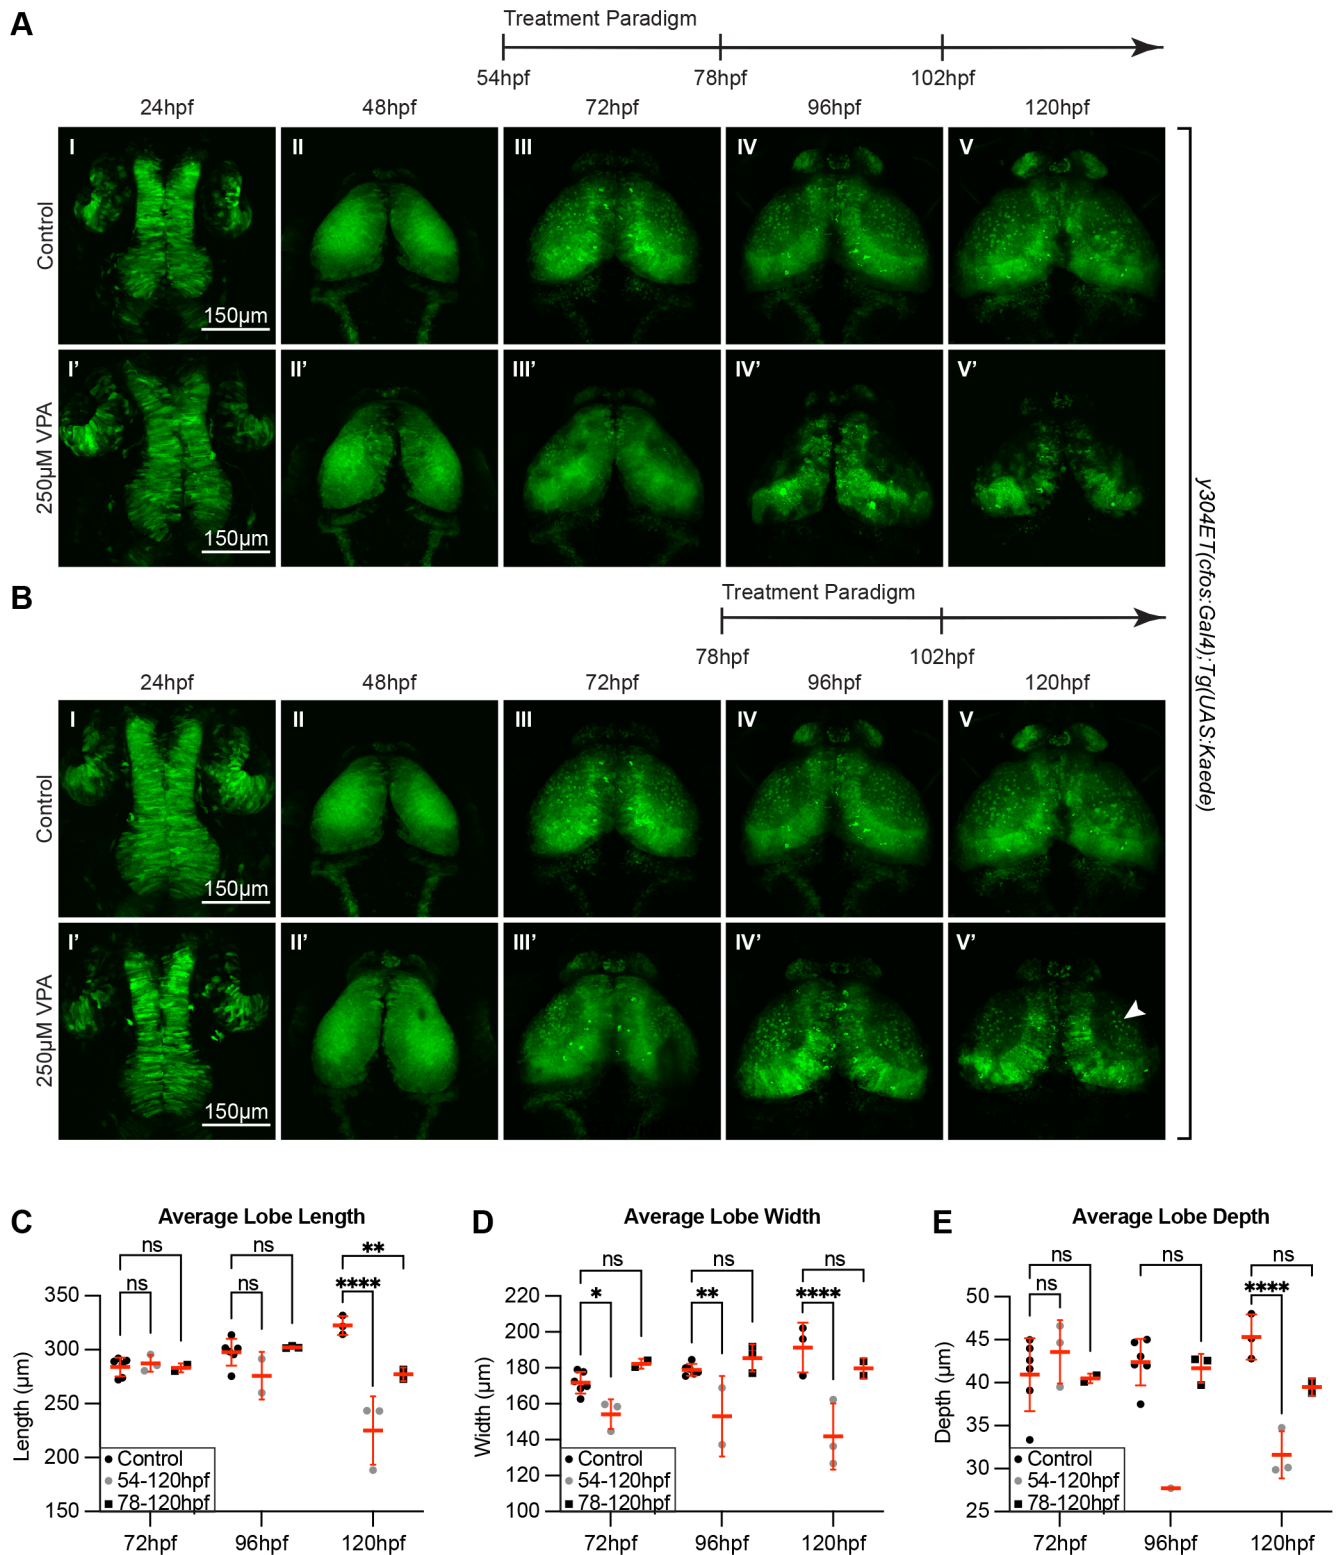 A
Treatment Paradigm
54hpf 78hpf 102hpf
24hpf 48hpf 72hpf 96hpf 120hpf
Control
I II III IV V
150µm
250µM VPA
I’ II’ III’ IV’ V’
150µm
y304ET(cfos:Gal4);Tg(UAS:Kaede)
B
Treatment Paradigm
78hpf 102hpf
24hpf 48hpf 72hpf 96hpf 120hpf
Control
I II III IV V
150µm
250µM VPA
I’ II’ III’ IV’ V’
150µm
C
Average Lobe Length
ns ns **
ns ns ****
Length (µm)
350
300
250
200
150
Control
54-120hpf
78-120hpf
72hpf 96hpf 120hpf
D
Average Lobe Width
ns ns ns
* ** ****
Width (µm)
220
200
180
160
140
120
100
Control
54-120hpf
78-120hpf
72hpf 96hpf 120hpf
E
Average Lobe Depth
ns ns ns
ns ****
Depth (µm)
50
45
40
35
30
25
Control
54-120hpf
78-120hpf
72hpf 96hpf 120hpf